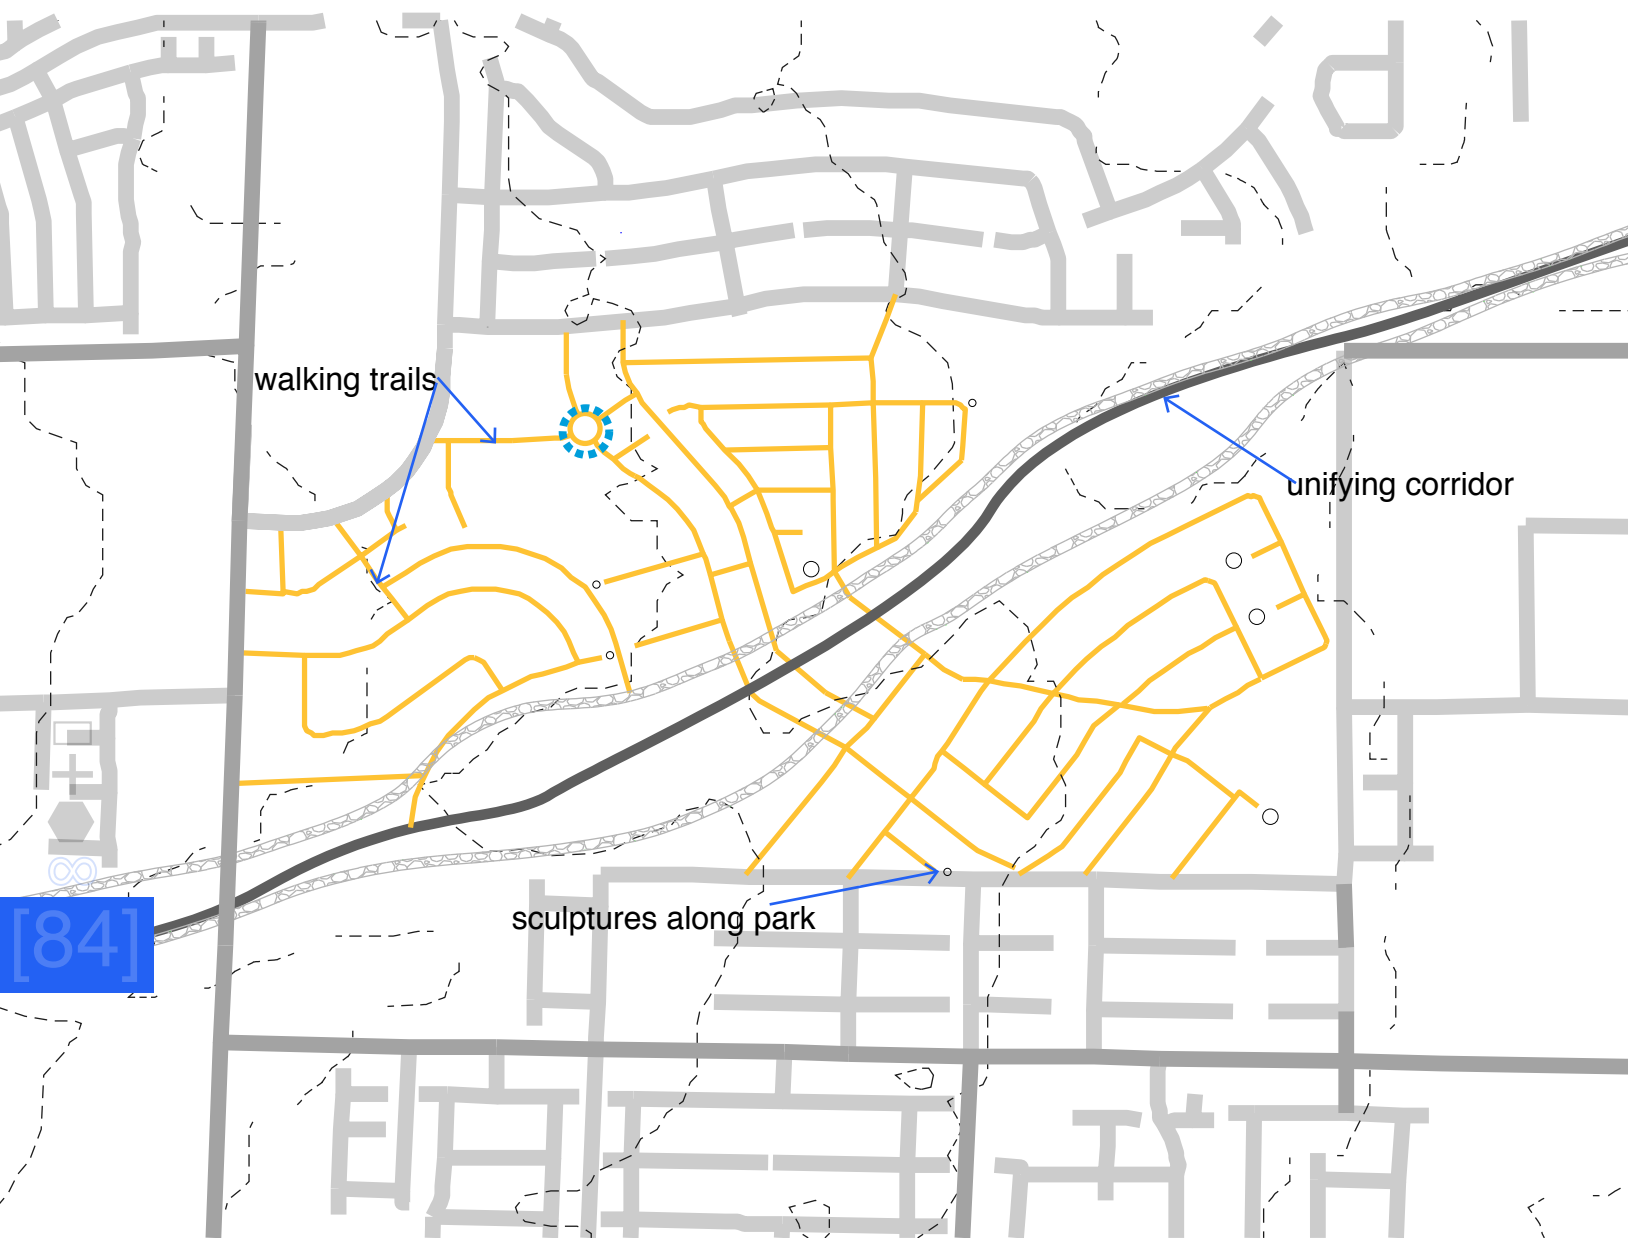 walking trails
unifying corridor
sculptures along park
[84]